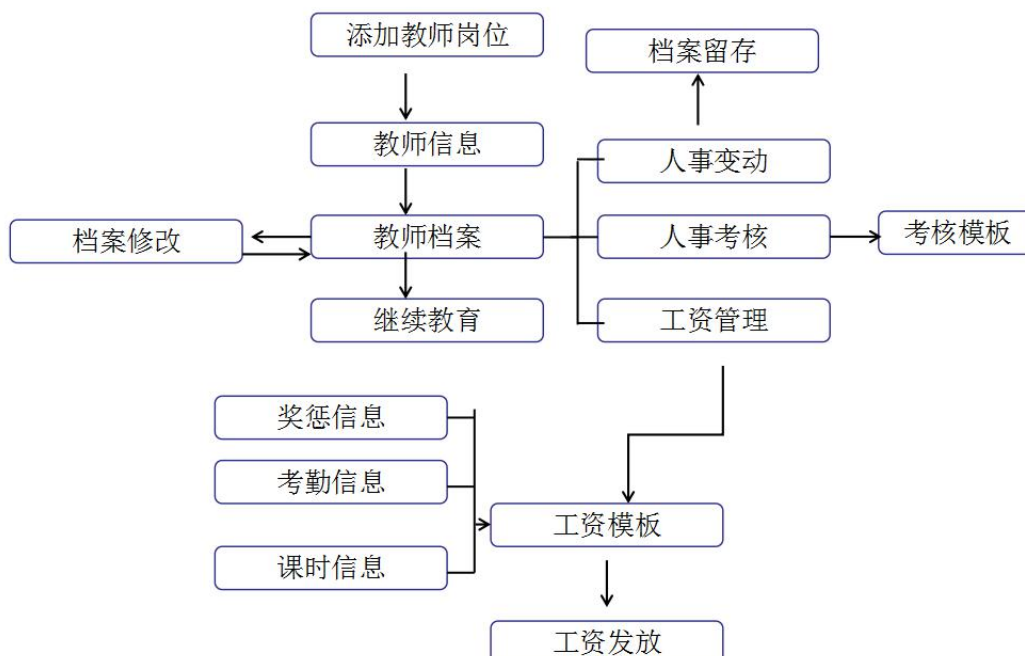 添加教师岗位
档案留存
教师信息
人事变动
档案修改
教师档案
人事考核
考核模板
继续教育
工资管理
奖惩信息
考勤信息
工资模板
课时信息
工资发放